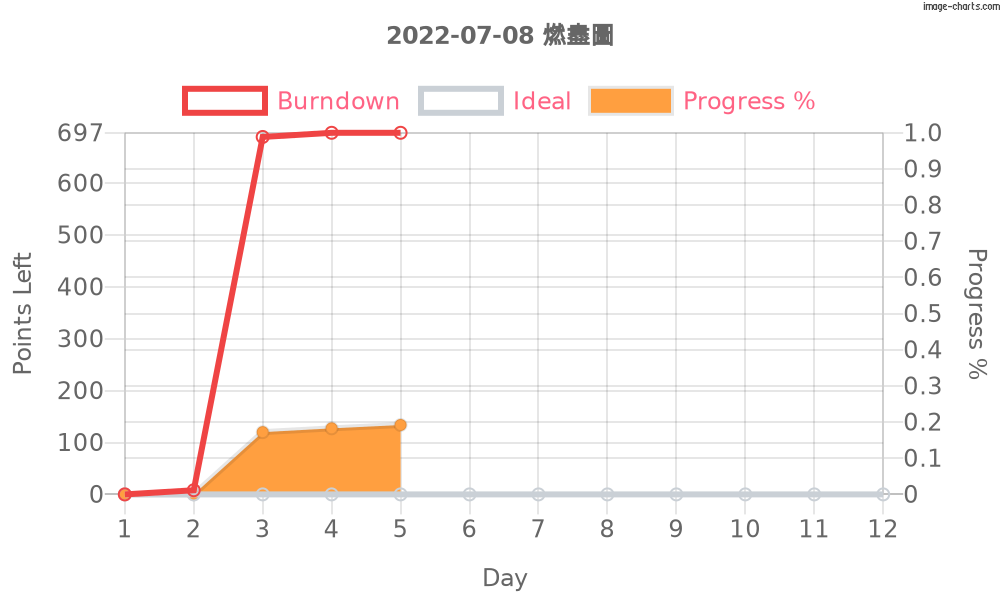 image-charts.com
2022-07-08 燃盡圖
Burndown Ideal Progress %
697 1.0
600 0.9
500 0.8
400 0.7
300 0.6
200 0.5
100 0.4
0 0.3
0.2
0.1
0
Points Left
Progress %
1 2 3 4 5 6 7 8 9 10 11 12
Day